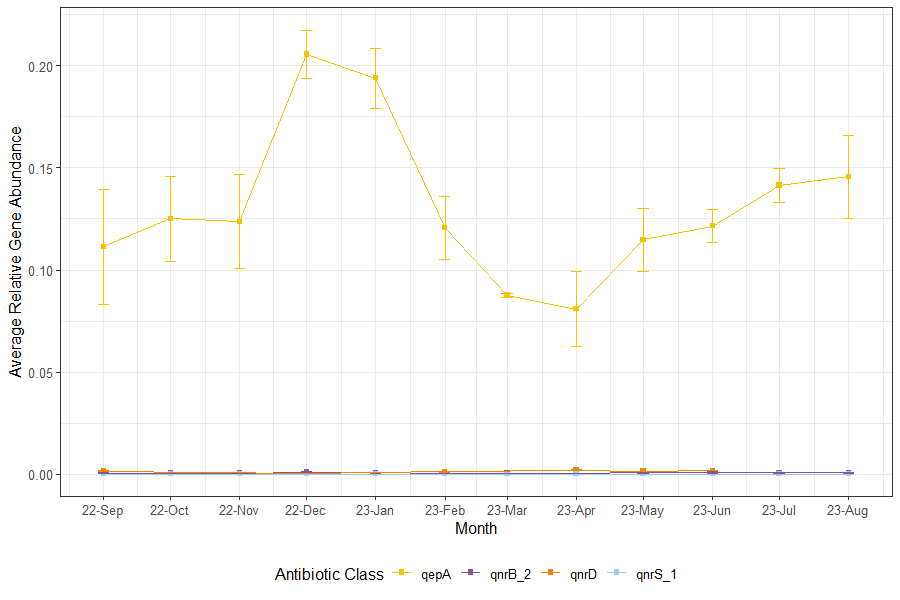 Average Relative Gene Abundance
0.20
0.15
0.10
0.05
0.00
22-Sep 22-Oct 22-Nov 22-Dec 23-Jan 23-Feb 23-Mar 23-Apr 23-May 23-Jun 23-Jul 23-Aug
Month
Antibiotic Class qepA qnrB_2 qnrD qnrS_1